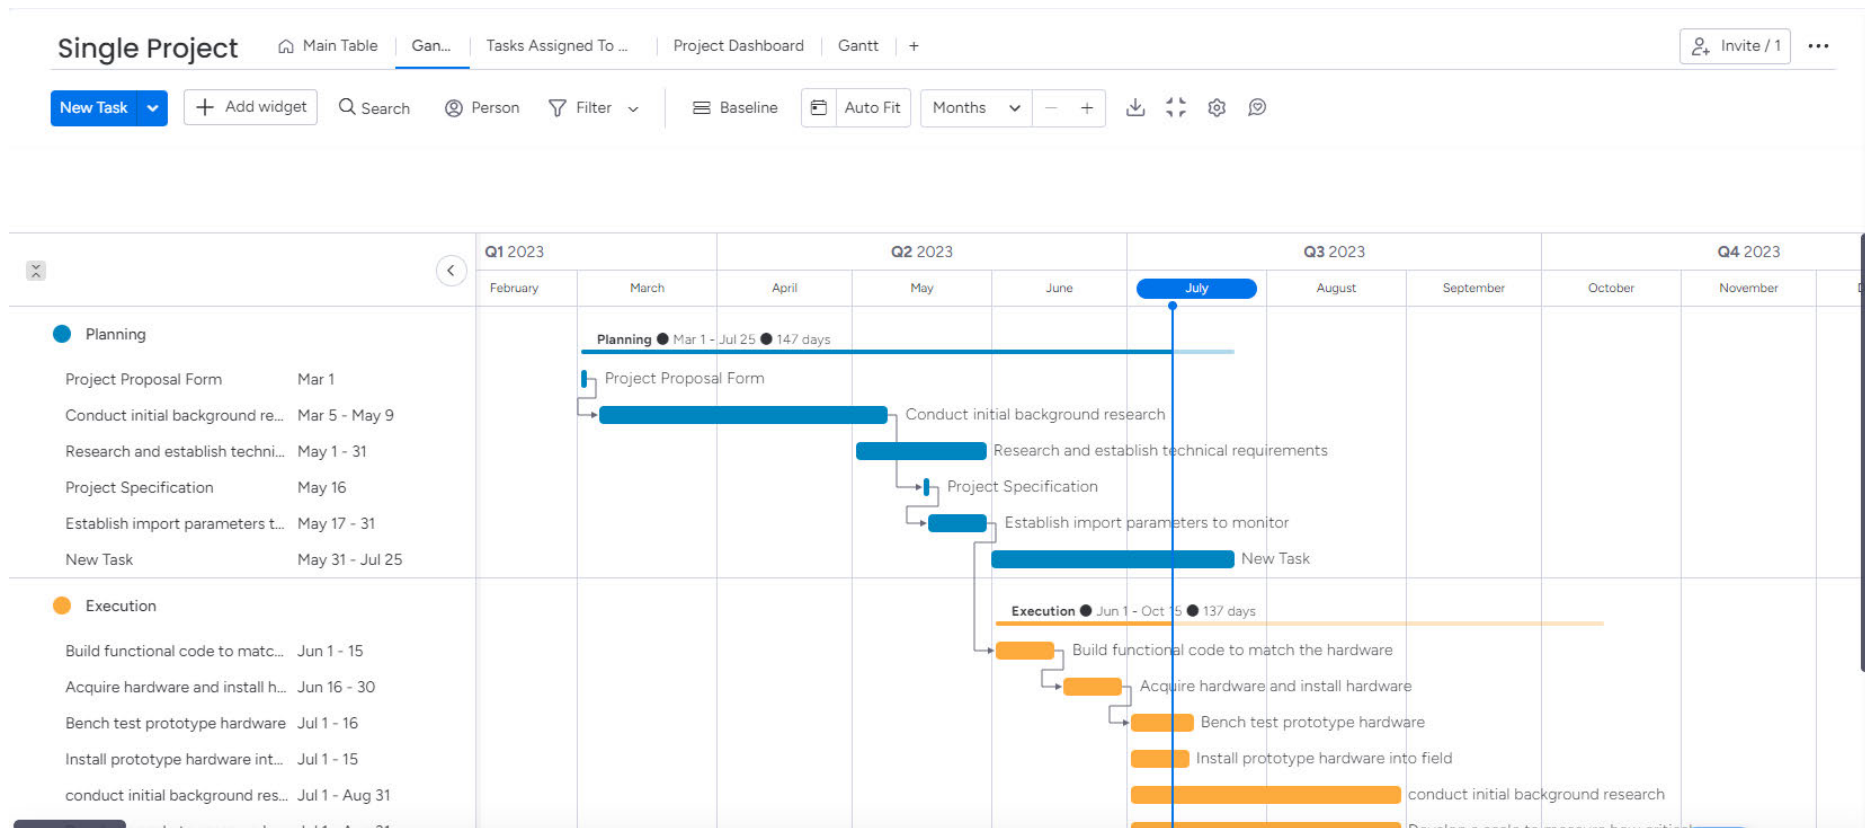 Single Project Main Table Gan... Tasks Assigned To ... Project Dashboard Gantt + Invite / 1
New Task Add widget Search Person Filter Baseline Auto Fit Months
Q1 2023 Q2 2023 Q3 2023 Q4 2023
February March April May June July August September October November
Planning
Planning ● Mar 1 - Jul 25 ● 147 days
Project Proposal Form Mar 1 Project Proposal Form
Conduct initial background re... Mar 5 - May 9 Conduct initial background research
Research and establish techni... May 1 - 31 Research and establish technical requirements
Project Specification May 16 Project Specification
Establish import parameters t... May 17 - 31 Establish import parameters to monitor
New Task May 31 - Jul 25 New Task
Execution
Execution ● Jun 1 - Oct 15 ● 137 days
Build functional code to matc... Jun 1 - 15 Build functional code to match the hardware
Acquire hardware and install h... Jun 16 - 30 Acquire hardware and install hardware
Bench test prototype hardware Jul 1 - 16 Bench test prototype hardware
Install prototype hardware int... Jul 1 - 15 Install prototype hardware into field
conduct initial background res... Jul 1 - Aug 31 conduct initial background research